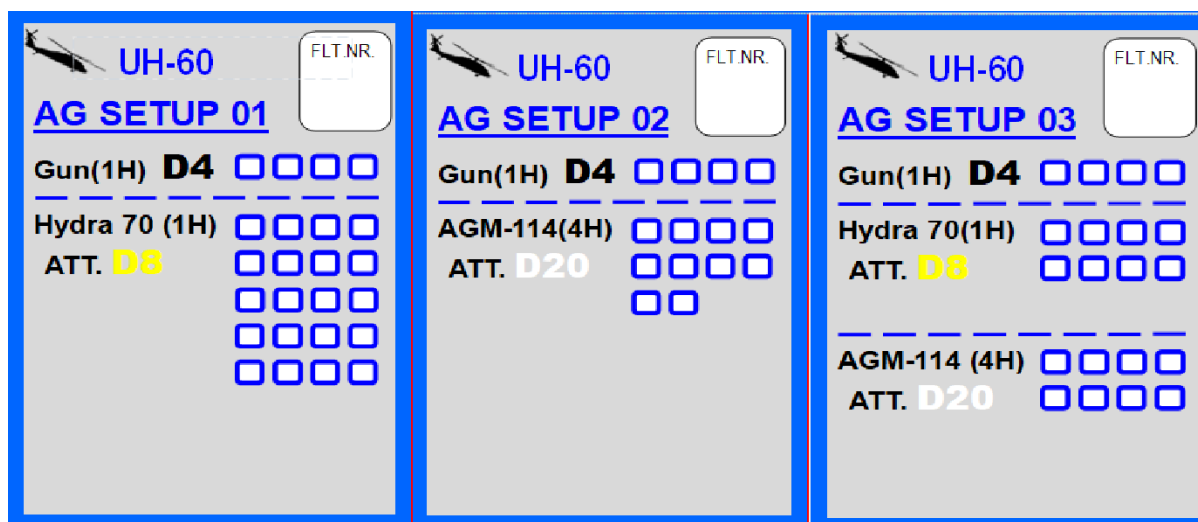 UH-60
FLT.NR.
AG SETUP 01
Gun(1H) D4
Hydra 70 (1H)
ATT. D8
UH-60
FLT.NR.
AG SETUP 02
Gun(1H) D4
AGM-114(4H)
ATT. D20
UH-60
FLT.NR.
AG SETUP 03
Gun(1H) D4
Hydra 70(1H)
ATT. D8
AGM-114 (4H)
ATT. D20